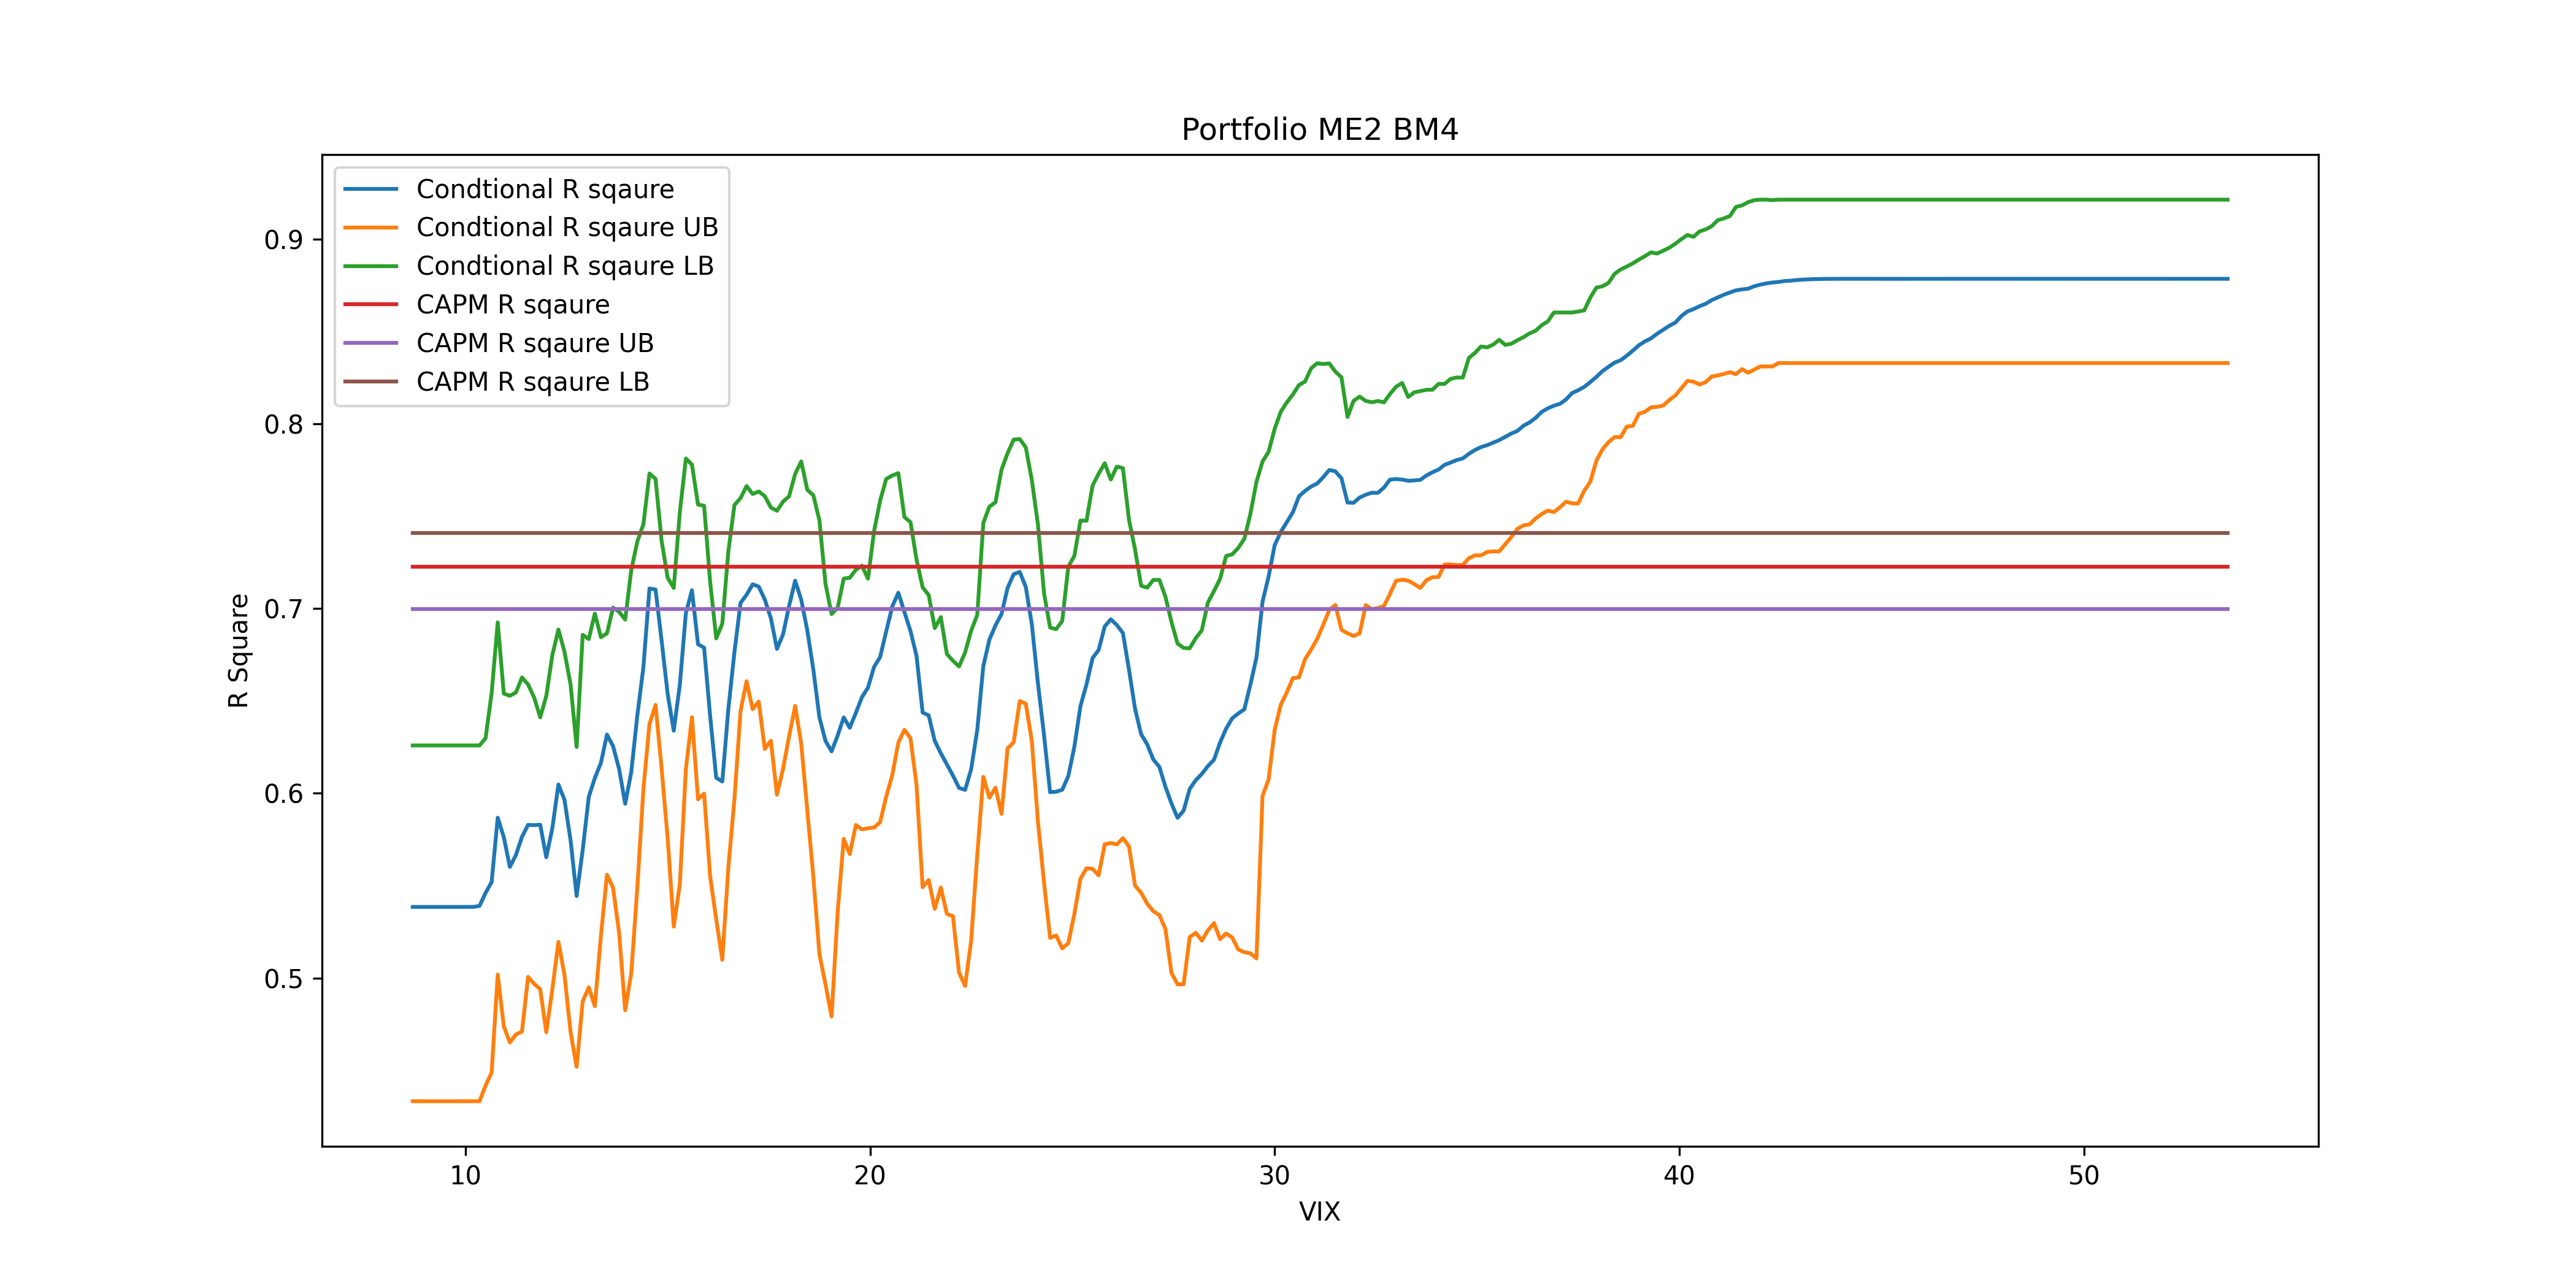 Portfolio ME2 BM4
Condtional R sqaure
Condtional R sqaure UB
Condtional R sqaure LB
CAPM R sqaure
CAPM R sqaure UB
CAPM R sqaure LB
0.9
0.8
0.7
0.6
0.5
R Square
10 20 30 40 50
VIX